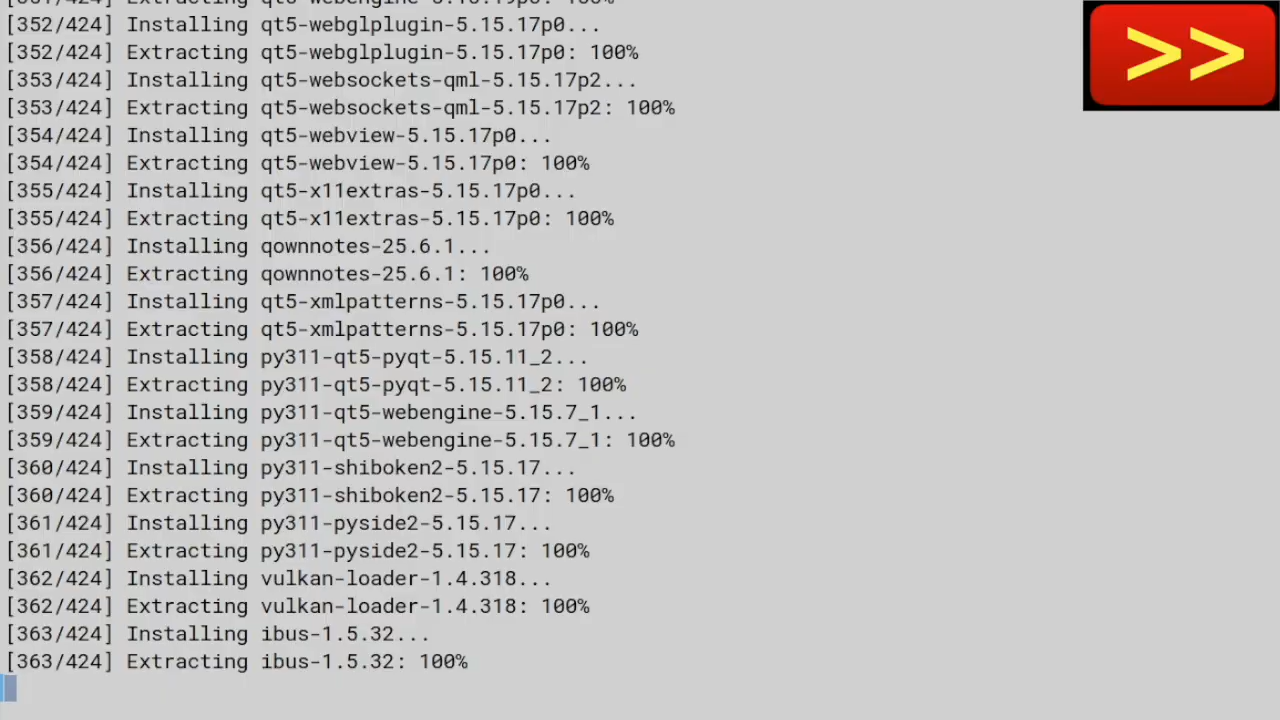 [351/424] Extracting qt5-webengine-5.15.19p0: 100%
[352/424] Installing qt5-webglplugin-5.15.17p0...
[352/424] Extracting qt5-webglplugin-5.15.17p0: 100%
[353/424] Installing qt5-websockets-qml-5.15.17p2...
[353/424] Extracting qt5-websockets-qml-5.15.17p2: 100%
[354/424] Installing qt5-webview-5.15.17p0...
[354/424] Extracting qt5-webview-5.15.17p0: 100%
[355/424] Installing qt5-x11extras-5.15.17p0...
[355/424] Extracting qt5-x11extras-5.15.17p0: 100%
[356/424] Installing qownnotes-25.6.1...
[356/424] Extracting qownnotes-25.6.1: 100%
[357/424] Installing qt5-xmlpatterns-5.15.17p0...
[357/424] Extracting qt5-xmlpatterns-5.15.17p0: 100%
[358/424] Installing py311-qt5-pyqt-5.15.11_2...
[358/424] Extracting py311-qt5-pyqt-5.15.11_2: 100%
[359/424] Installing py311-qt5-webengine-5.15.7_1...
[359/424] Extracting py311-qt5-webengine-5.15.7_1: 100%
[360/424] Installing py311-shiboken2-5.15.17...
[360/424] Extracting py311-shiboken2-5.15.17: 100%
[361/424] Installing py311-pyside2-5.15.17...
[361/424] Extracting py311-pyside2-5.15.17: 100%
[362/424] Installing vulkan-loader-1.4.318...
[362/424] Extracting vulkan-loader-1.4.318: 100%
[363/424] Installing ibus-1.5.32...
[363/424] Extracting ibus-1.5.32: 100%
>>